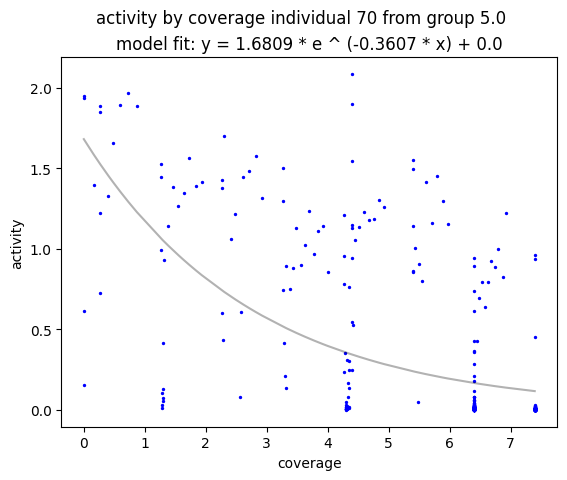 activity by coverage individual 70 from group 5.0
model fit: y = 1.6809 * e ^ (-0.3607 * x) + 0.0
2.0
1.5
1.0
0.5
0.0
activity
0 1 2 3 4 5 6 7
coverage